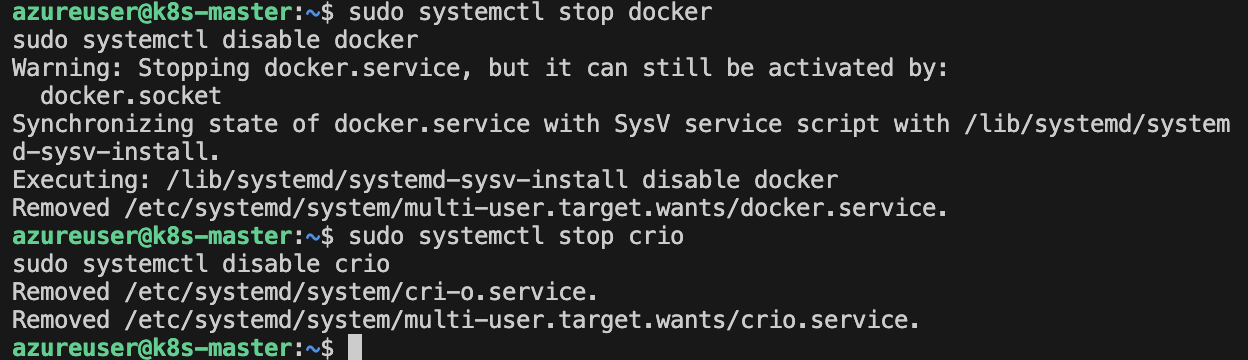 azureuser@k8s-master:~$ sudo systemctl stop docker
sudo systemctl disable docker
Warning: Stopping docker.service, but it can still be activated by:
  docker.socket
Synchronizing state of docker.service with SysV service script with /lib/systemd/system
d-sysv-install.
Executing: /lib/systemd/systemd-sysv-install disable docker
Removed /etc/systemd/system/multi-user.target.wants/docker.service.
azureuser@k8s-master:~$ sudo systemctl stop crio
sudo systemctl disable crio
Removed /etc/systemd/system/cri-o.service.
Removed /etc/systemd/system/multi-user.target.wants/crio.service.
azureuser@k8s-master:~$